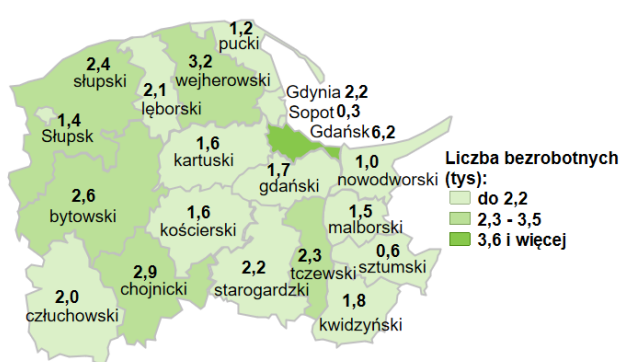 1,2
pucki
2,4
słupski
3,2
wejherowski
2,1
lęborski
Gdynia 2,2
Sopot 0,3
Gdańsk 6,2
1,4
Słupsk
1,6
kartuski
1,7
gdański
1,0
nowodworski
2,6
bytowski
1,6
kościerski
1,5
malborski
2,3
tczewski
0,6
sztumski
2,9
chojnicki
2,2
starogardzki
2,0
człuchowski
1,8
kwidzyński
Liczba bezrobotnych
(tys):
do 2,2
2,3 - 3,5
3,6 i więcej